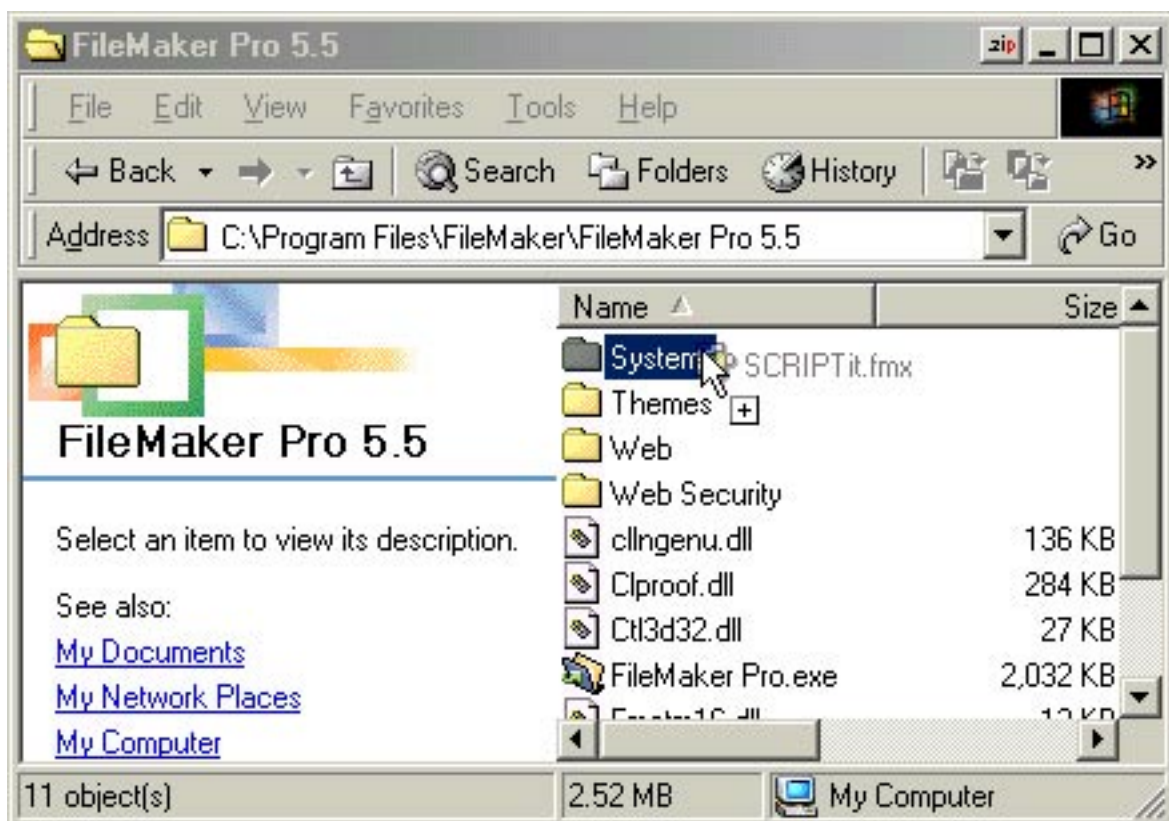 FileMaker Pro 5.5
zip
File Edit View Favorites Tools Help
Back Search Folders History »
Address C:\Program Files\FileMaker\FileMaker Pro 5.5 Go
Name Size
System SCRIPTit.fmx
Themes
Web
Web Security
FileMaker Pro 5.5
Select an item to view its description.
See also:
My Documents
My Network Places
My Computer
clIngenu.dll 136 KB
Clproof.dll 284 KB
Ctl3d32.dll 27 KB
FileMaker Pro.exe 2,032 KB
11 object(s) 2.52 MB My Computer